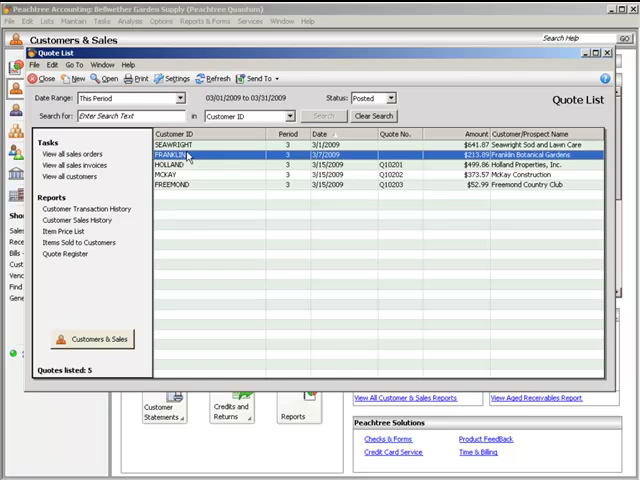 Peachtree Accounting: Bellwether Garden Supply (Peachtree Quantum)
File Edit Lists Maintain Tasks Analysis Options Reports & Forms Services Window Help
Customers & Sales
Search Help
GO
Quote List
File Edit Go To Window Help
Close New Open Print Settings Refresh Send To
Date Range: This Period 03/01/2009 to 03/31/2009 Status: Posted
Quote List
Search for: Enter Search Text in Customer ID Search Clear Search
Customer ID Period Date Quote No. Amount Customer/Prospect Name
SEAWRIGHT 3 3/1/2009 $641.87 Seawright Sod and Lawn Care
FRANKLIN 3 3/7/2009 $213.89 Franklin Botanical Gardens
HOLLAND 3 3/15/2009 Q10201 $499.86 Holland Properties, Inc.
MCKAY 3 3/15/2009 Q10202 $373.57 McKay Construction
FREEMOND 3 3/15/2009 Q10203 $52.99 Freemond Country Club
Tasks
View all sales orders
View all sales invoices
View all customers
Reports
Customer Transaction History
Customer Sales History
Item Price List
Items Sold to Customers
Quote Register
Customers & Sales
Quotes listed: 5
Sho
Sales
Rece
Bills -
Cust
Venc
Find
Gene
Customer
Statements
Credits and
Returns
Reports
View All Customer & Sales Reports
View Aged Receivables Report
Peachtree Solutions
Checks & Forms
Product FeedBack
Credit Card Service
Time & Billing